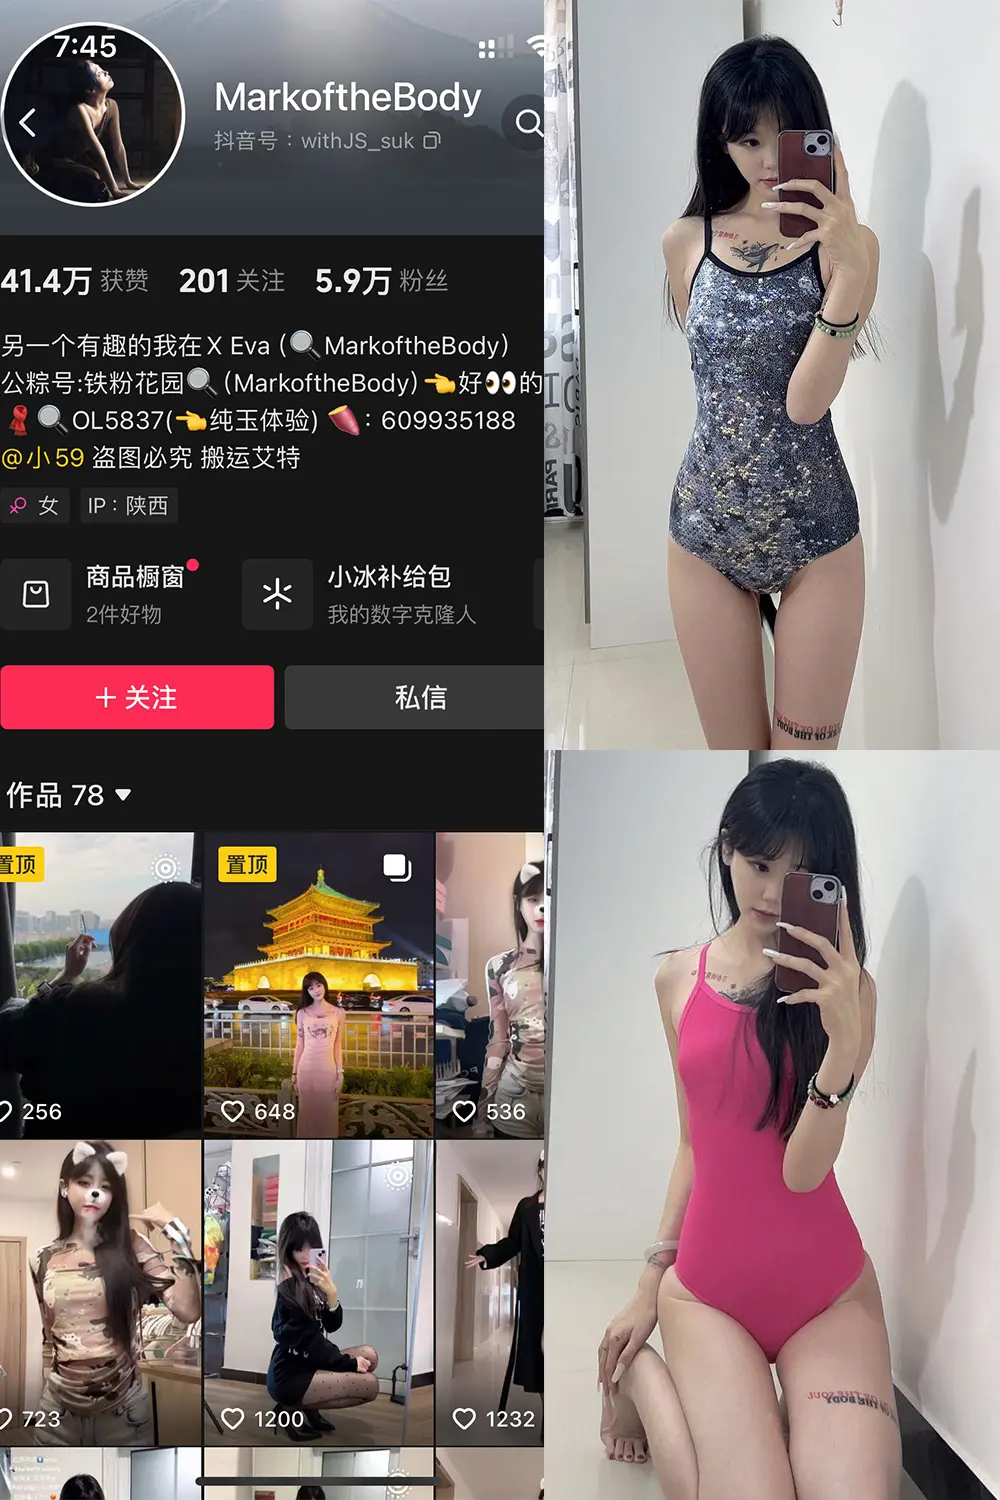 7:45
MarkoftheBody
抖音号：withJS_suk
41.4万 获赞 201 关注 5.9万 粉丝
另一个有趣的我在X Eva (🔍MarkoftheBody)
公粽号:铁粉花园🔍(MarkoftheBody)👈好👀的
🧣🔍OL5837(👈纯玉体验) 🍠: 609935188
@小59 盗图必究 搬运艾特
女 IP：陕西
商品橱窗
2件好物
小冰补给包
我的数字克隆人
+ 关注
私信
作品 78
置顶
置顶
256
648
536
723
1200
1232